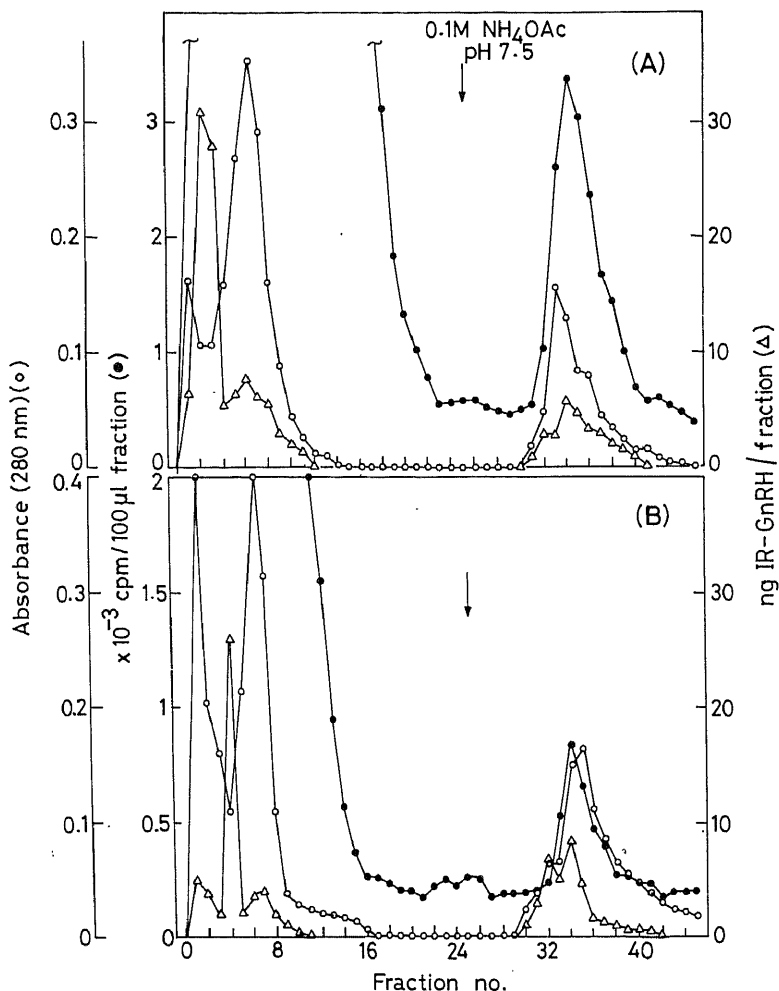 0.1M NH4OAc
pH 7.5
(A)
0.3
3
30
0.2
2
20
0.1
1
10
0
0
0
(B)
0.4
2
0.3
1.5
30
0.2
1
20
0.1
0.5
10
0
0
0
0 8 16 24 32 40
Fraction no.
Absorbance (280 nm) (o)
x 10-3 cpm/100 μl fraction (●)
ng IR-GnRH/fraction (Δ)